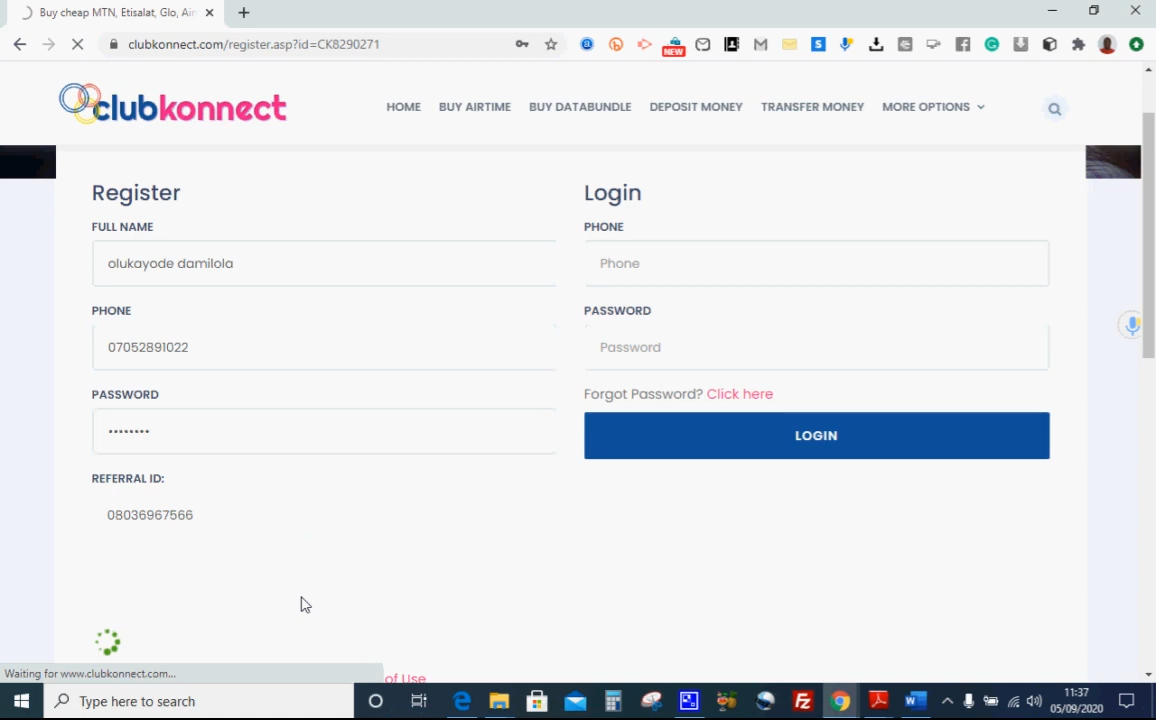 Buy cheap MTN, Etisalat, Glo, Air
clubkonnect.com/register.asp?id=CK8290271
NEW
clubkonnect
HOME
BUY AIRTIME
BUY DATABUNDLE
DEPOSIT MONEY
TRANSFER MONEY
MORE OPTIONS
Register
Login
FULL NAME
PHONE
olukayode damilola
Phone
PHONE
PASSWORD
07052891022
Password
PASSWORD
Forgot Password? Click here
••••••••
LOGIN
REFERRAL ID:
08036967566
Waiting for www.clubkonnect.com...
of Use
Type here to search
11:37
05/09/2020